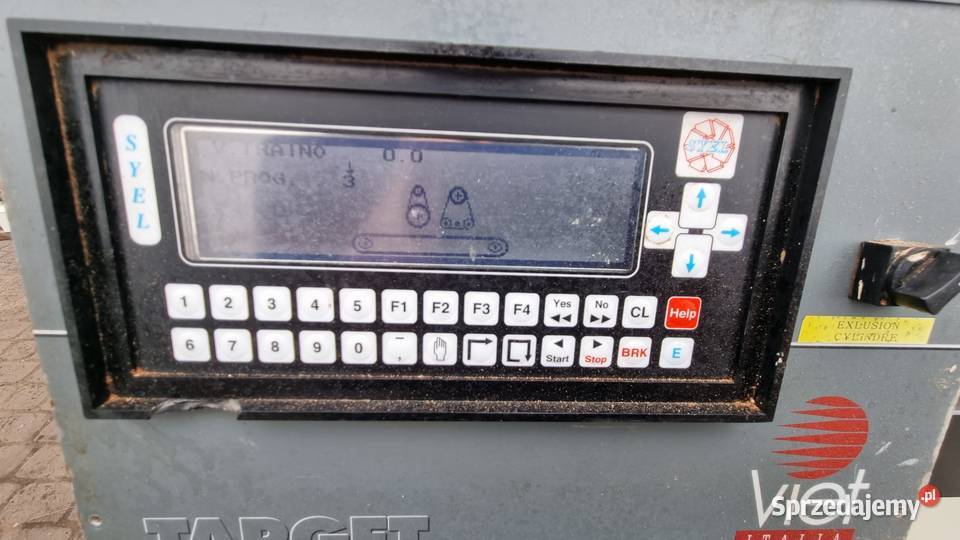 SYEL
V TRAINO 0.0
N PROG. 1
3
SYEL
1 2 3 4 5 F1 F2 F3 F4 Yes No CL Help
6 7 8 9 0 - , Start Stop BRK E
EXLUSION
CYLINDRE
Viet
ITALIA
TARGET
Sprzedajemy.pl